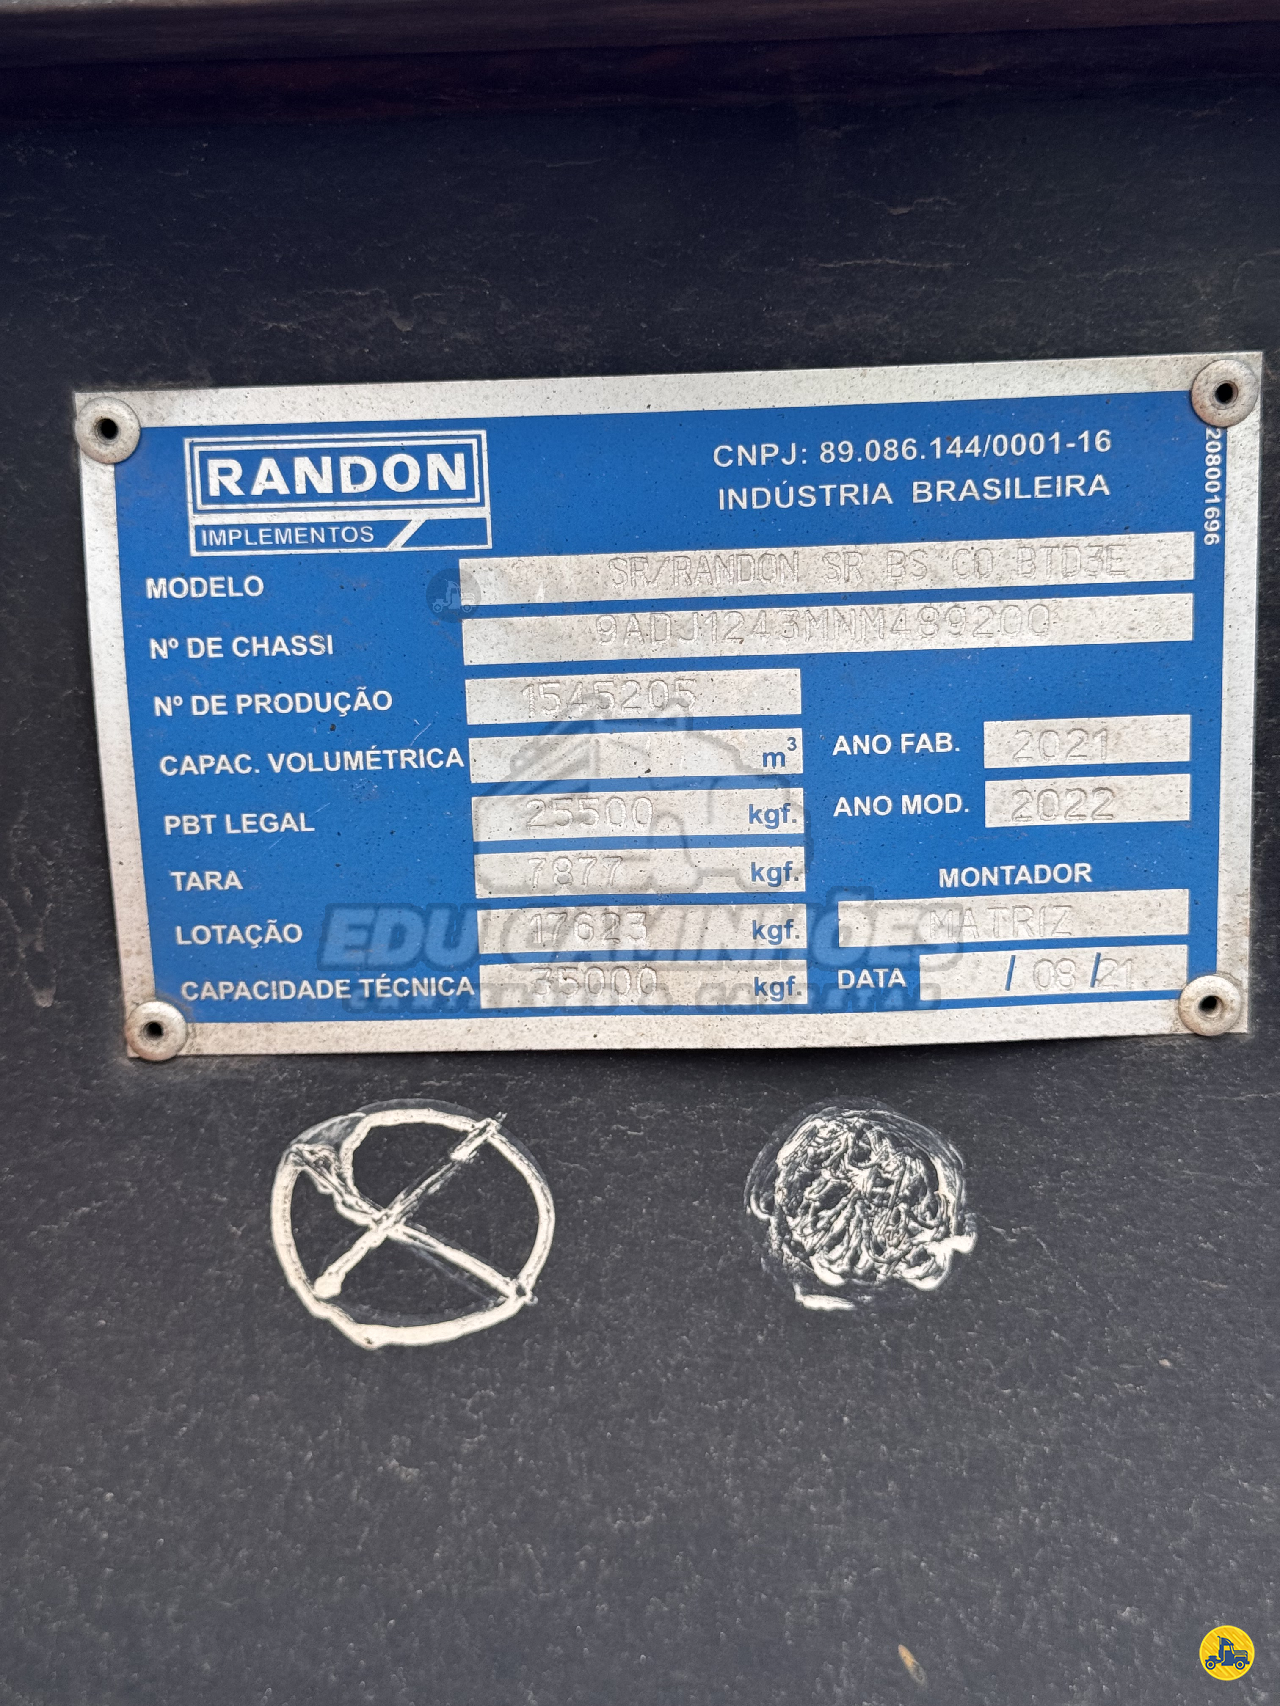 RANDON
IMPLEMENTOS
CNPJ: 89.086.144/0001-16
INDÚSTRIA BRASILEIRA
208001696
MODELO SR/RANDON SR BS CO BTD3E
Nº DE CHASSI 9ADJ1243MNM489200
Nº DE PRODUÇÃO 1545205
CAPAC. VOLUMÉTRICA m³ ANO FAB. 2021
PBT LEGAL 25500 kgf. ANO MOD. 2022
TARA 7877 kgf. MONTADOR
LOTAÇÃO 17623 kgf. MATRIZ
CAPACIDADE TÉCNICA 35000 kgf. DATA / 08/21
EDU CAMINHÕES